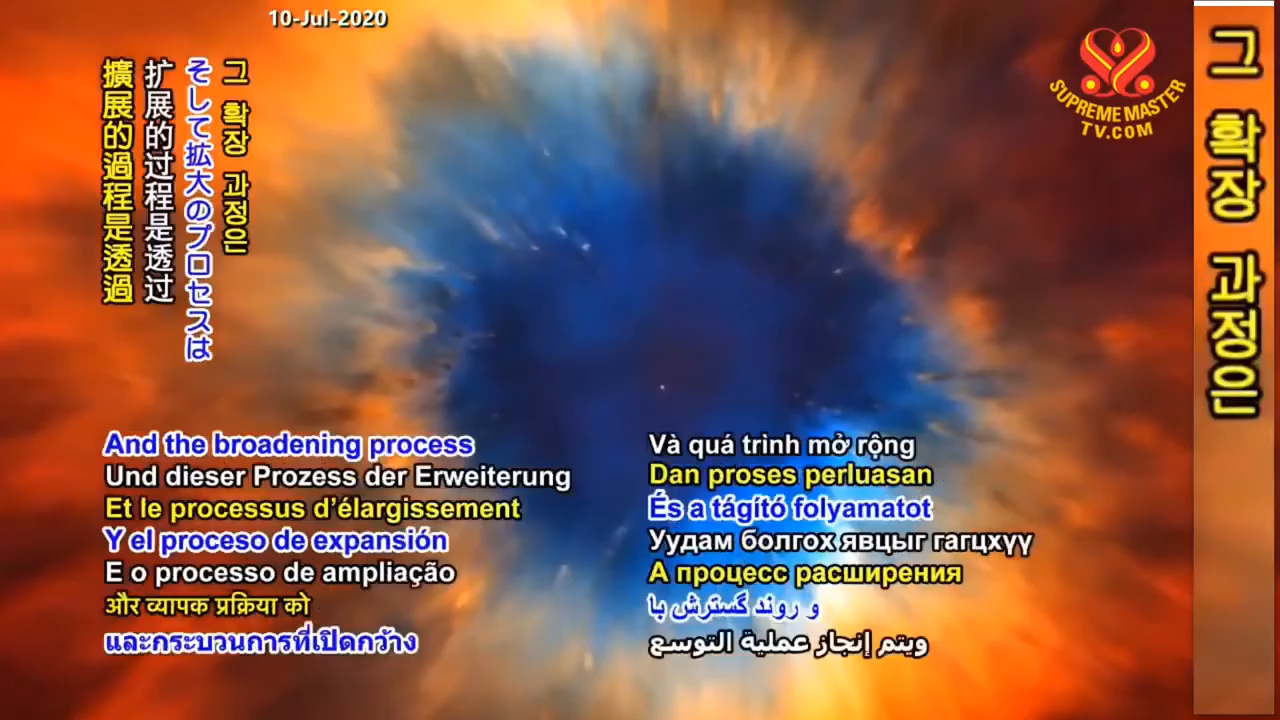 10-Jul-2020
그 확장 과정은
そして拡大のプロセスは
扩展的过程是透过
擴展的過程是透過
SUPREME MASTER
TV.COM
그 확장 과정은
And the broadening process
Und dieser Prozess der Erweiterung
Et le processus d’élargissement
Y el proceso de expansión
E o processo de ampliação
और व्यापक प्रक्रिया को
และกระบวนการที่เปิดกว้าง
Và quá trình mở rộng
Dan proses perluasan
És a tágító folyamatot
Уудам болгох явцыг гагцхүү
А процесс расширения
و روند گسترش با
ويتم إنجاز عملية التوسع